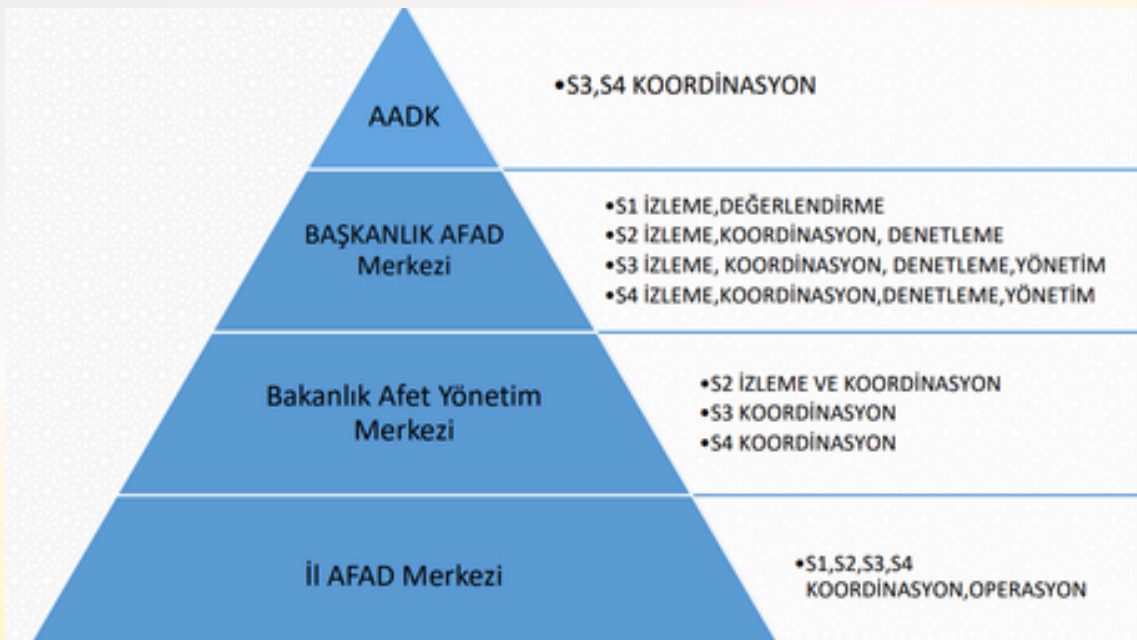 AADK
•S3,S4 KOORDİNASYON
BAŞKANLIK AFAD
Merkezi
•S1 İZLEME,DEĞERLENDİRME
•S2 İZLEME,KOORDİNASYON, DENETLEME
•S3 İZLEME, KOORDİNASYON, DENETLEME,YÖNETİM
•S4 İZLEME,KOORDİNASYON,DENETLEME,YÖNETİM
Bakanlık Afet Yönetim
Merkezi
•S2 İZLEME VE KOORDİNASYON
•S3 KOORDİNASYON
•S4 KOORDİNASYON
İl AFAD Merkezi
•S1,S2,S3,S4
KOORDİNASYON,OPERASYON